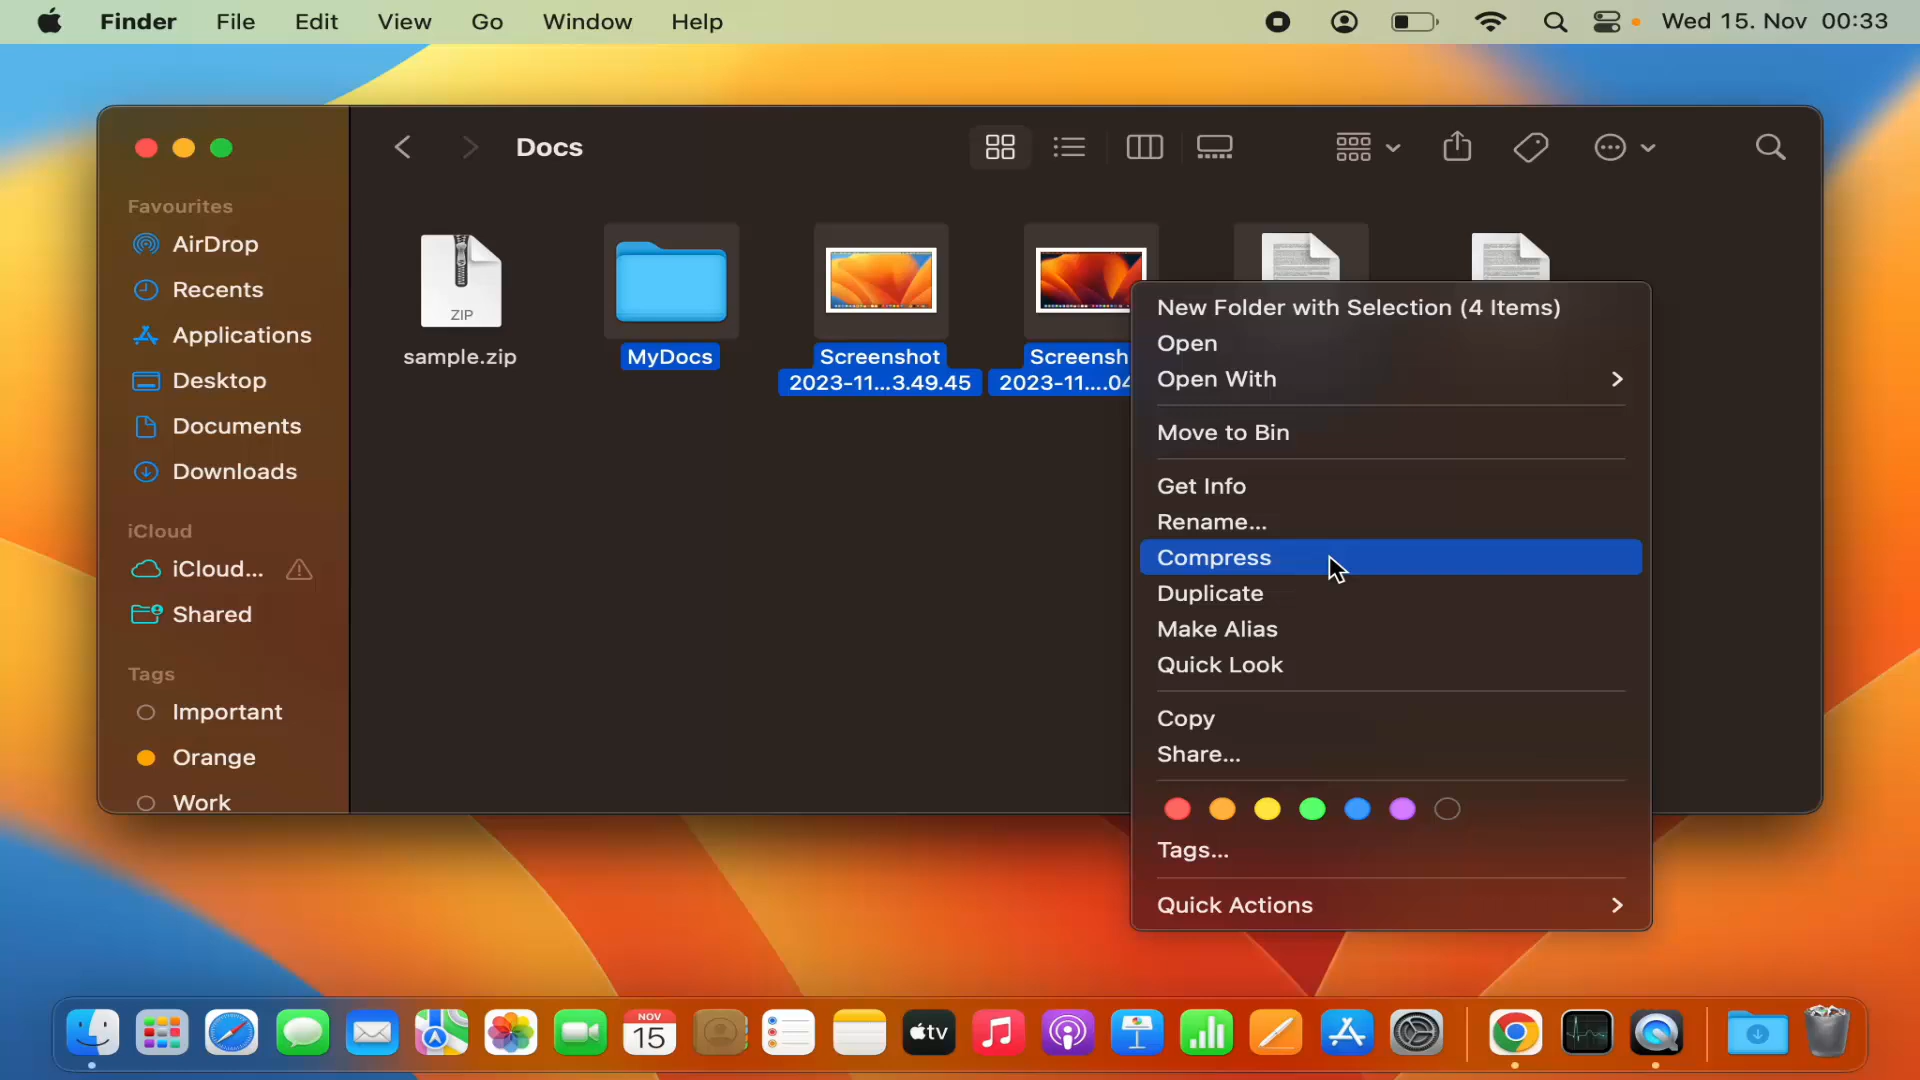 Finder File Edit View Go Window Help Wed 15. Nov 00:33
Docs
Favourites
AirDrop
Recents
Applications
Desktop
Documents
Downloads
iCloud
iCloud...
Shared
Tags
Important
Orange
Work
ZIP
sample.zip
MyDocs
Screenshot
2023-11...3.49.45
Screensh
2023-11....04
New Folder with Selection (4 Items)
Open
Open With
Move to Bin
Get Info
Rename...
Compress
Duplicate
Make Alias
Quick Look
Copy
Share...
Tags...
Quick Actions
NOV
15
tv